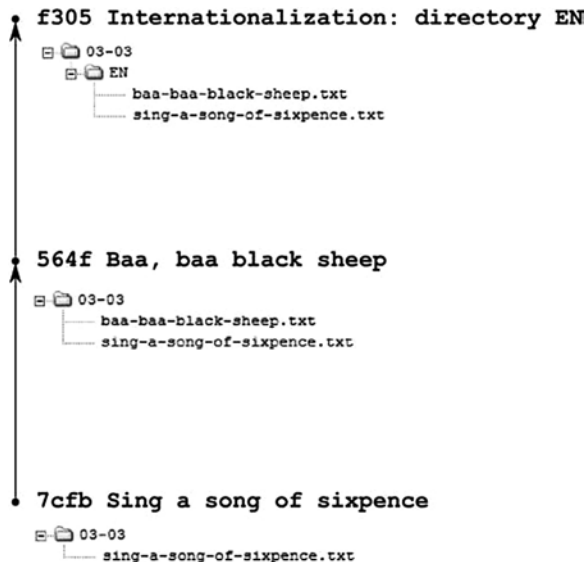 f305 Internationalization: directory EN
03-03
EN
baa-baa-black-sheep.txt
sing-a-song-of-sixpence.txt
564f Baa, baa black sheep
03-03
baa-baa-black-sheep.txt
sing-a-song-of-sixpence.txt
7cfb Sing a song of sixpence
03-03
sing-a-song-of-sixpence.txt